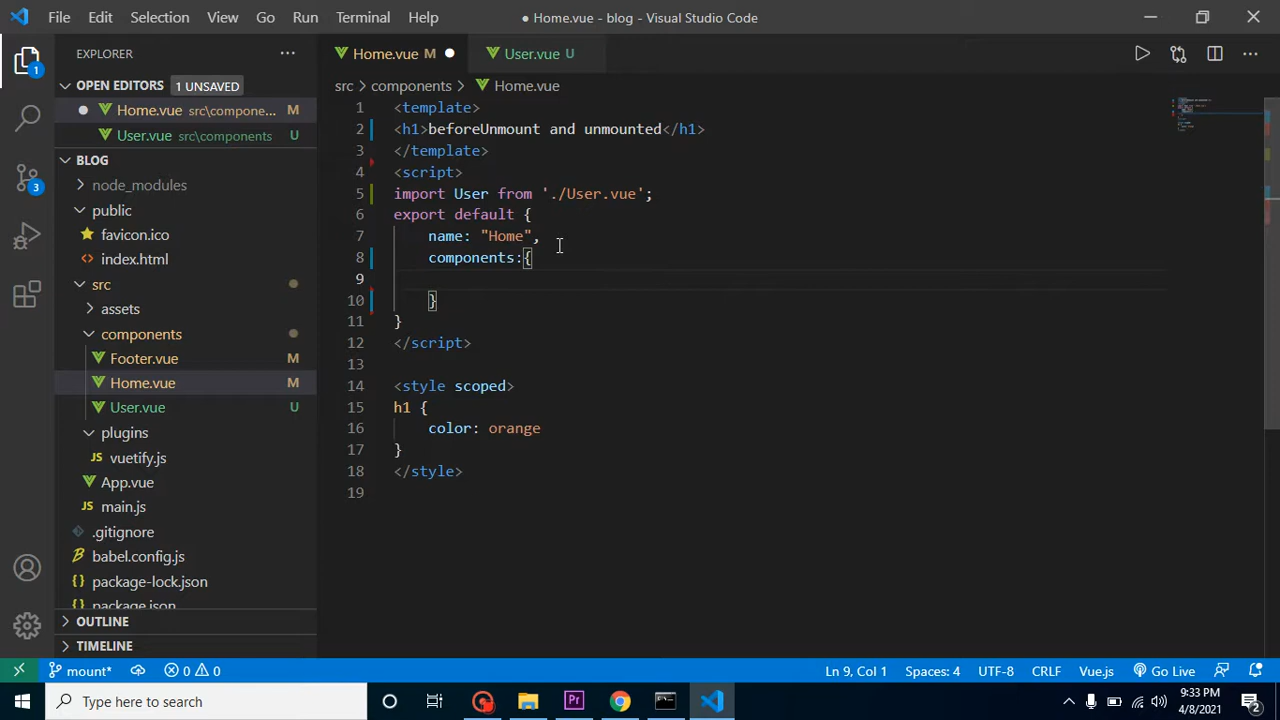 File Edit Selection View Go Run Terminal Help
● Home.vue - blog - Visual Studio Code
EXPLORER
Home.vue M
User.vue U
OPEN EDITORS 1 UNSAVED
Home.vue src\compone... M
User.vue src\components U
BLOG
node_modules
public
favicon.ico
index.html
src
assets
components
Footer.vue M
Home.vue M
User.vue U
plugins
vuetify.js
App.vue
main.js
.gitignore
babel.config.js
package-lock.json
package.json
OUTLINE
TIMELINE
1
3
src > components > Home.vue
1 <template>
2 <h1>beforeUnmount and unmounted</h1>
3 </template>
4 <script>
5 import User from './User.vue';
6 export default {
7 name: "Home",
8 components:{
9
10 }
11 }
12 </script>
13
14 <style scoped>
15 h1 {
16 color: orange
17 }
18 </style>
19
mount* 0 0 Ln 9, Col 1 Spaces: 4 UTF-8 CRLF Vue.js Go Live
Type here to search
Pr
9:33 PM
4/8/2021
2